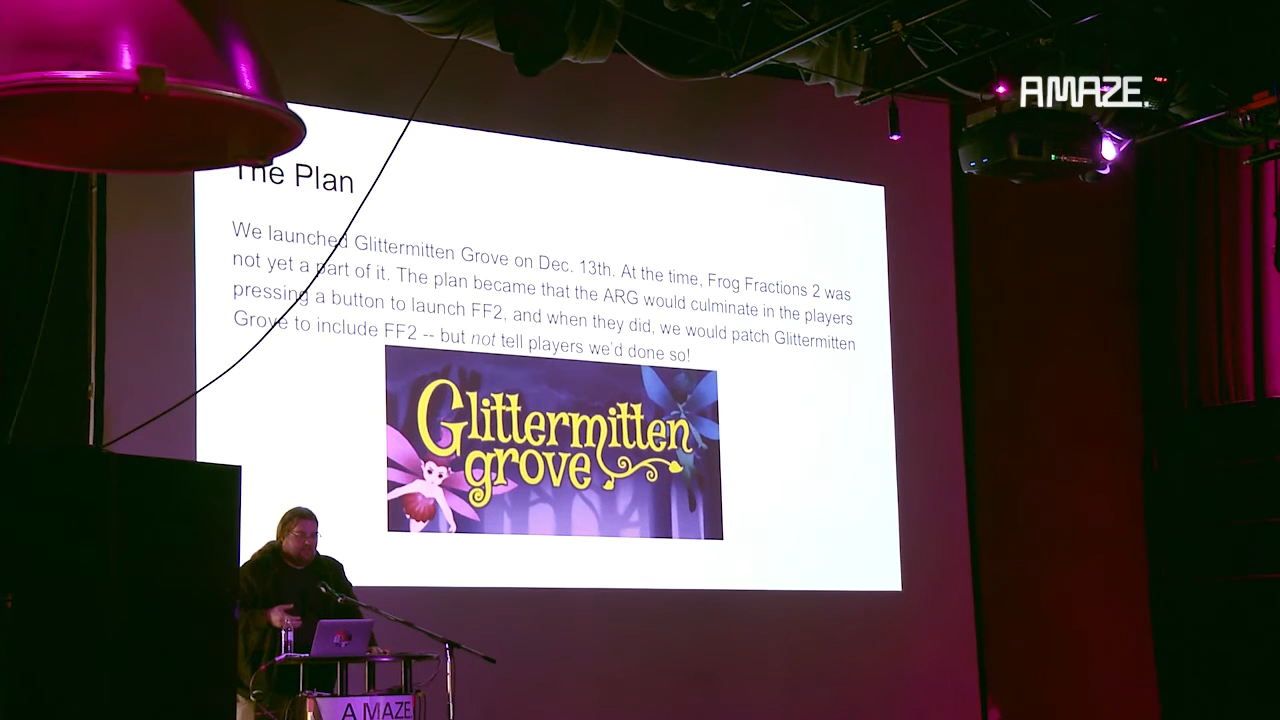 AMAZE.
The Plan
We launched Glittermitten Grove on Dec. 13th. At the time, Frog Fractions 2 was
not yet a part of it. The plan became that the ARG would culminate in the players
pressing a button to launch FF2, and when they did, we would patch Glittermitten
Grove to include FF2 -- but not tell players we'd done so!
Glittermitten
grove
A MAZE